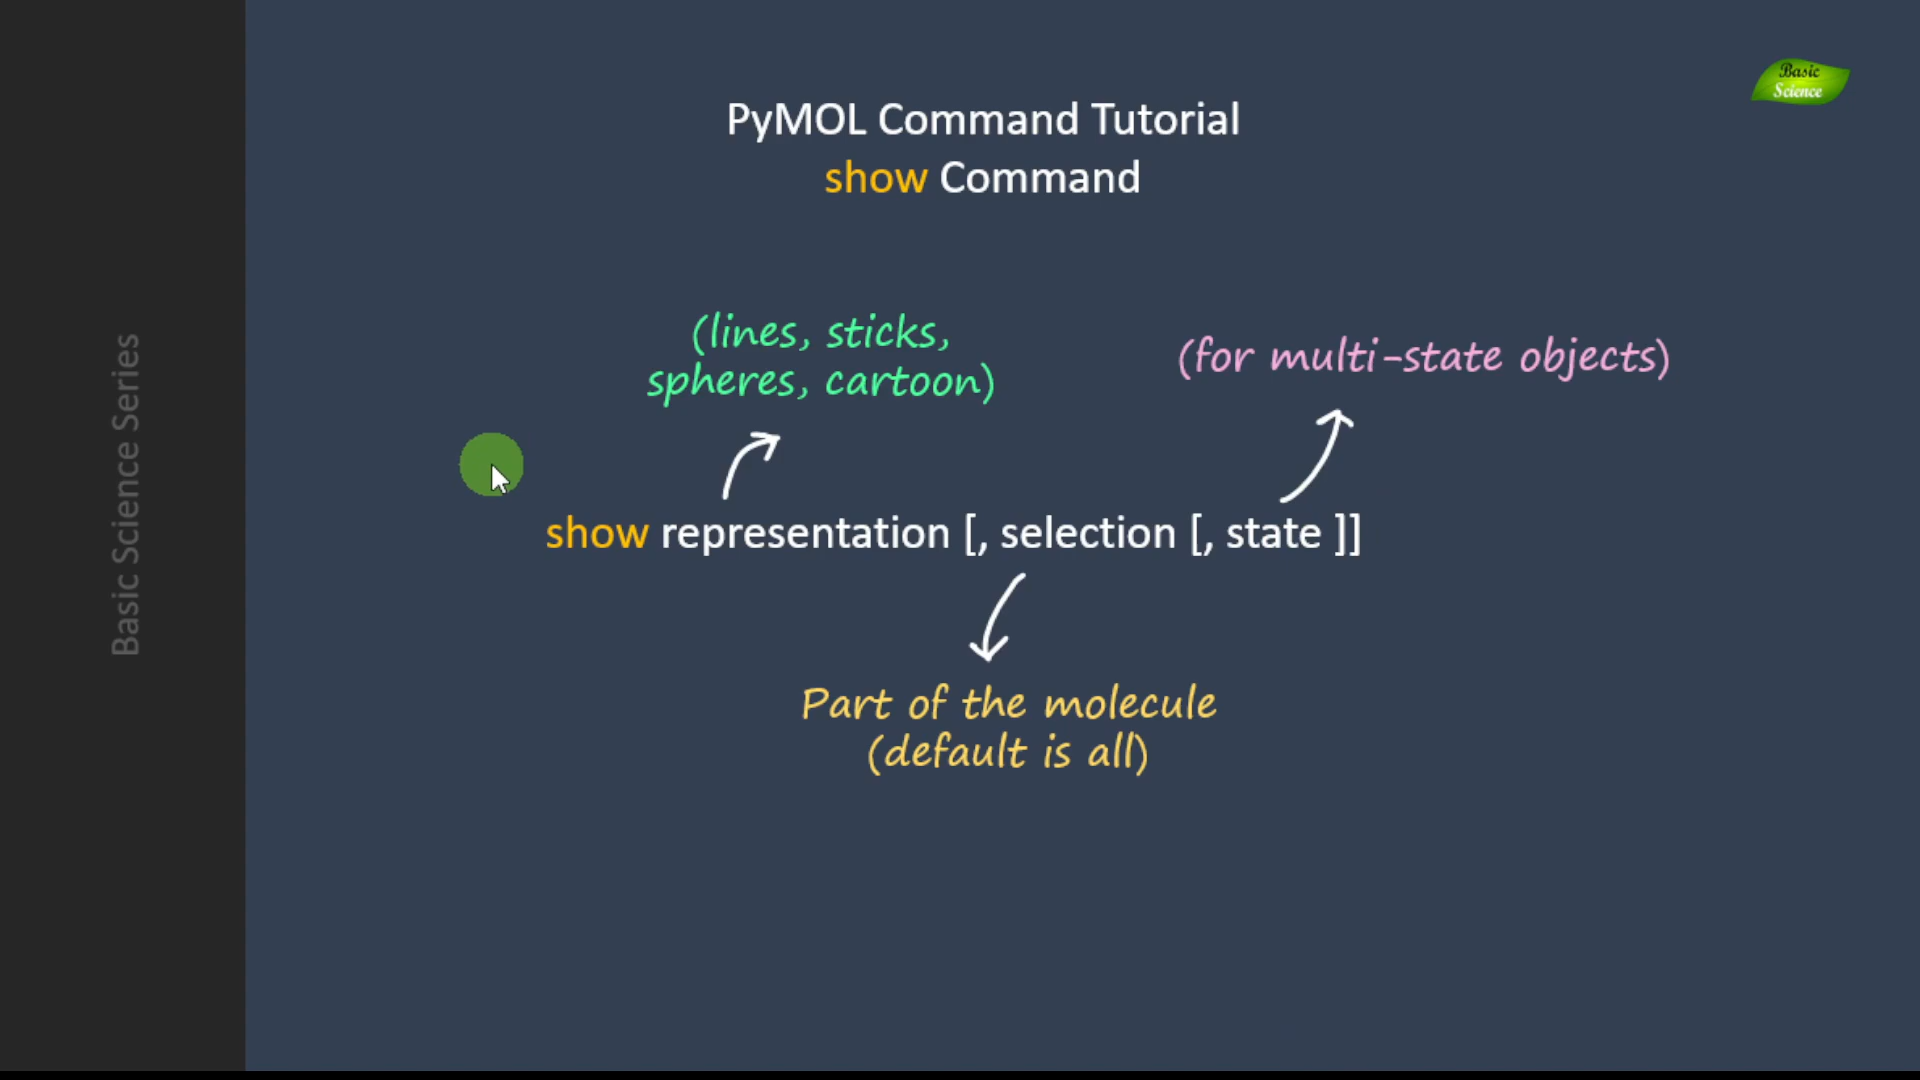 Basic
Science
PyMOL Command Tutorial
show Command
(lines, sticks,
spheres, cartoon)
(for multi-state objects)
show representation [, selection [, state ]]
Part of the molecule
(default is all)
Basic Science Series